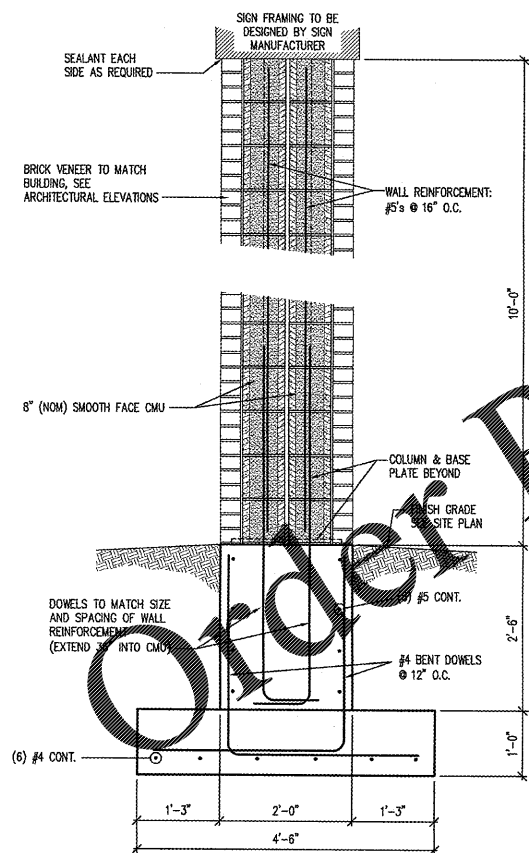 SIGN FRAMING TO BE
DESIGNED BY SIGN
MANUFACTURER
SEALANT EACH
SIDE AS REQUIRED
BRICK VENEER TO MATCH
BUILDING, SEE
ARCHITECTURAL ELEVATIONS
WALL REINFORCEMENT:
#5's @ 16" O.C.
10'-0"
8" (NOM) SMOOTH FACE CMU
COLUMN & BASE
PLATE BEYOND
FINISH GRADE
SEE SITE PLAN
DOWELS TO MATCH SIZE
AND SPACING OF WALL
REINFORCEMENT
(EXTEND INTO CMU)
#5 CONT.
2'-6"
#4 BENT DOWELS
@ 12" O.C.
(6) #4 CONT.
1'-0"
1'-3"
2'-0"
1'-3"
4'-6"
Order